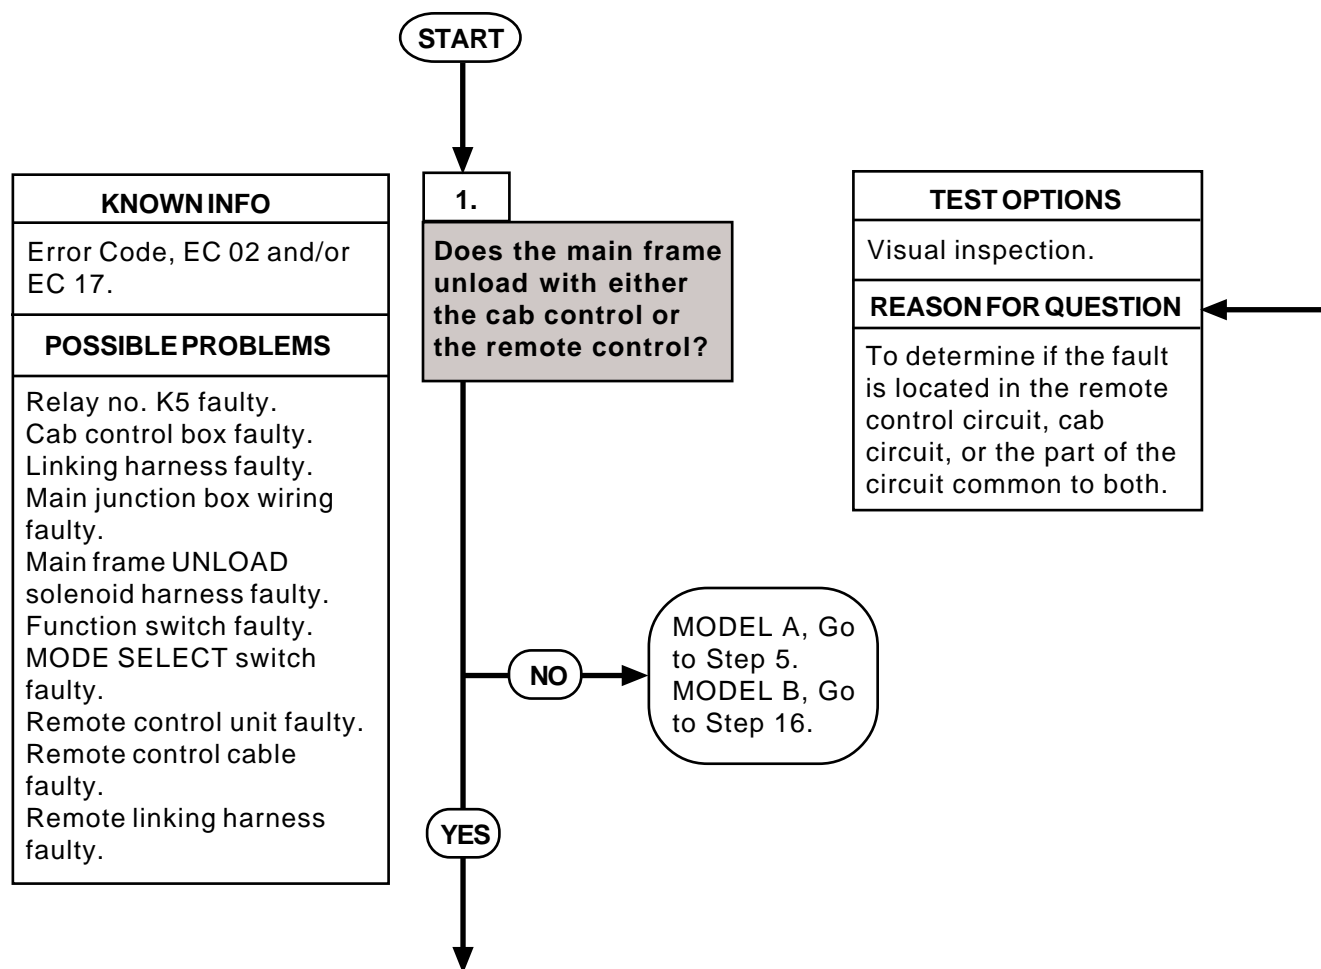 START
KNOWN INFO
Error Code, EC 02 and/or
EC 17.
POSSIBLE PROBLEMS
Relay no. K5 faulty.
Cab control box faulty.
Linking harness faulty.
Main junction box wiring
faulty.
Main frame UNLOAD
solenoid harness faulty.
Function switch faulty.
MODE SELECT switch
faulty.
Remote control unit faulty.
Remote control cable
faulty.
Remote linking harness
faulty.
1.
Does the main frame
unload with either
the cab control or
the remote control?
TEST OPTIONS
Visual inspection.
REASON FOR QUESTION
To determine if the fault
is located in the remote
control circuit, cab
circuit, or the part of the
circuit common to both.
NO
MODEL A, Go
to Step 5.
MODEL B, Go
to Step 16.
YES